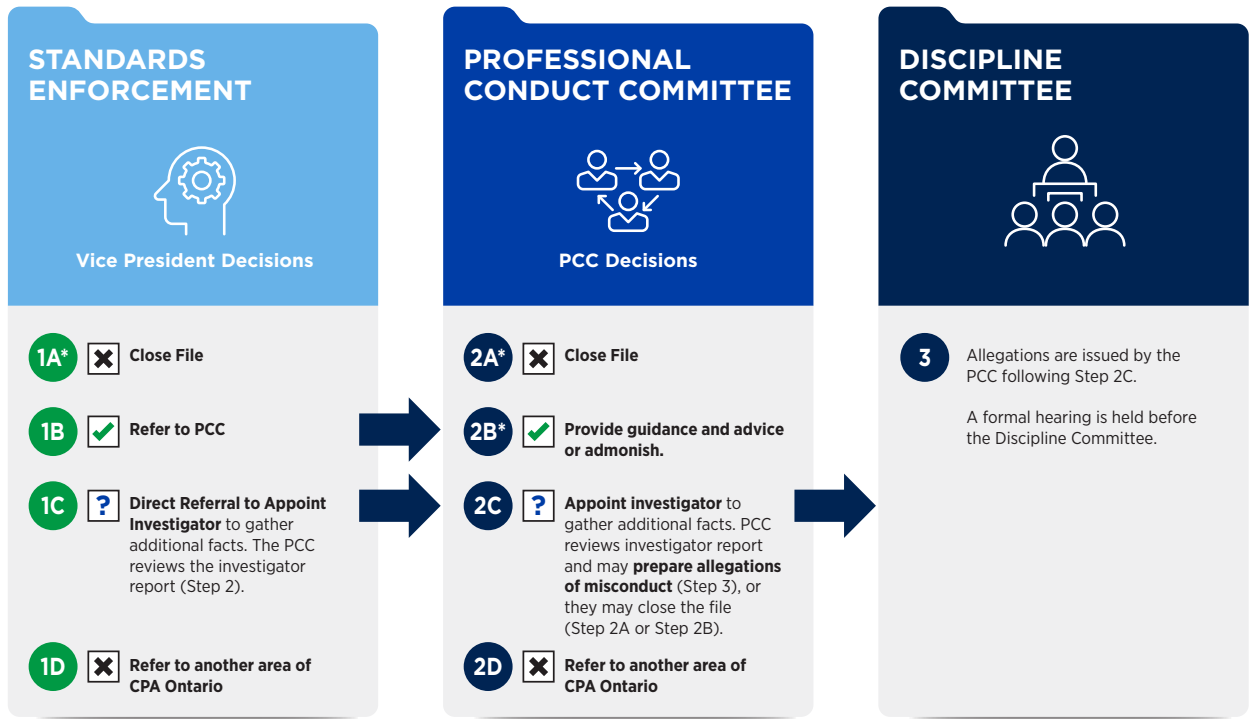 STANDARDS
ENFORCEMENT
Vice President Decisions
1A*
Close File
1B
Refer to PCC
1C
?
Direct Referral to Appoint
Investigator to gather
additional facts. The PCC
reviews the investigator
report (Step 2).
1D
Refer to another area of
CPA Ontario
PROFESSIONAL
CONDUCT COMMITTEE
PCC Decisions
2A*
Close File
2B*
Provide guidance and advice
or admonish.
2C
?
Appoint investigator to
gather additional facts. PCC
reviews investigator report
and may prepare allegations
of misconduct (Step 3), or
they may close the file
(Step 2A or Step 2B).
2D
Refer to another area of
CPA Ontario
DISCIPLINE
COMMITTEE
3
Allegations are issued by the
PCC following Step 2C.
A formal hearing is held before
the Discipline Committee.